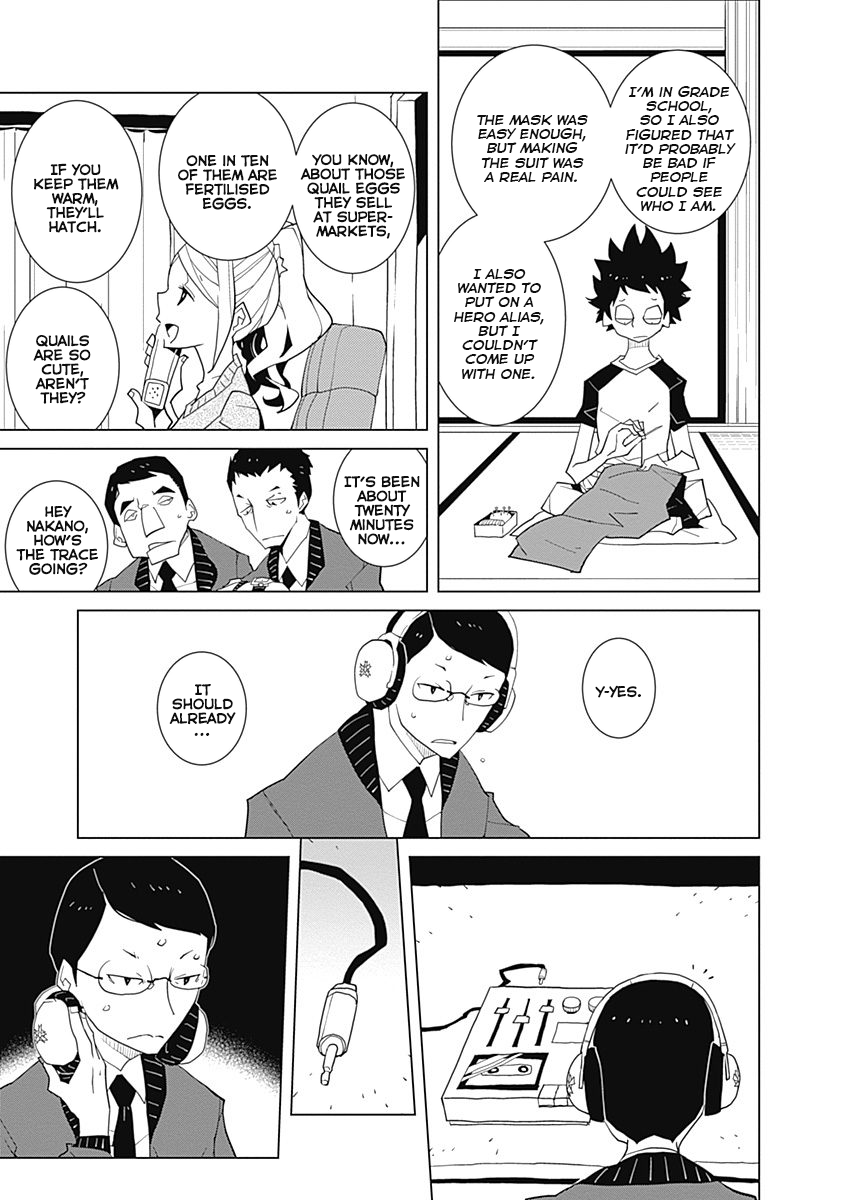 I'M IN GRADE
SCHOOL,
SO I ALSO
FIGURED THAT
IT'D PROBABLY
BE BAD IF
PEOPLE
COULD SEE
WHO I AM.
THE MASK WAS
EASY ENOUGH,
BUT MAKING
THE SUIT WAS
A REAL PAIN.
I ALSO
WANTED TO
PUT ON A
HERO ALIAS,
BUT I
COULDN'T
COME UP
WITH ONE.
YOU KNOW,
ABOUT THOSE
QUAIL EGGS
THEY SELL
AT SUPER-
MARKETS,
ONE IN TEN
OF THEM ARE
FERTILISED
EGGS.
IF YOU
KEEP THEM
WARM,
THEY'LL
HATCH.
QUAILS
ARE SO
CUTE,
AREN'T
THEY?
IT'S BEEN
ABOUT
TWENTY
MINUTES
NOW...
HEY
NAKANO,
HOW'S
THE TRACE
GOING?
Y-YES.
IT
SHOULD
ALREADY
...